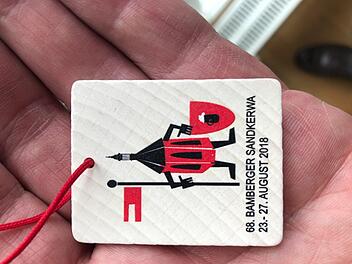 68. BAMBERGER SANDKERWA
23.- 27. AUGUST 2018